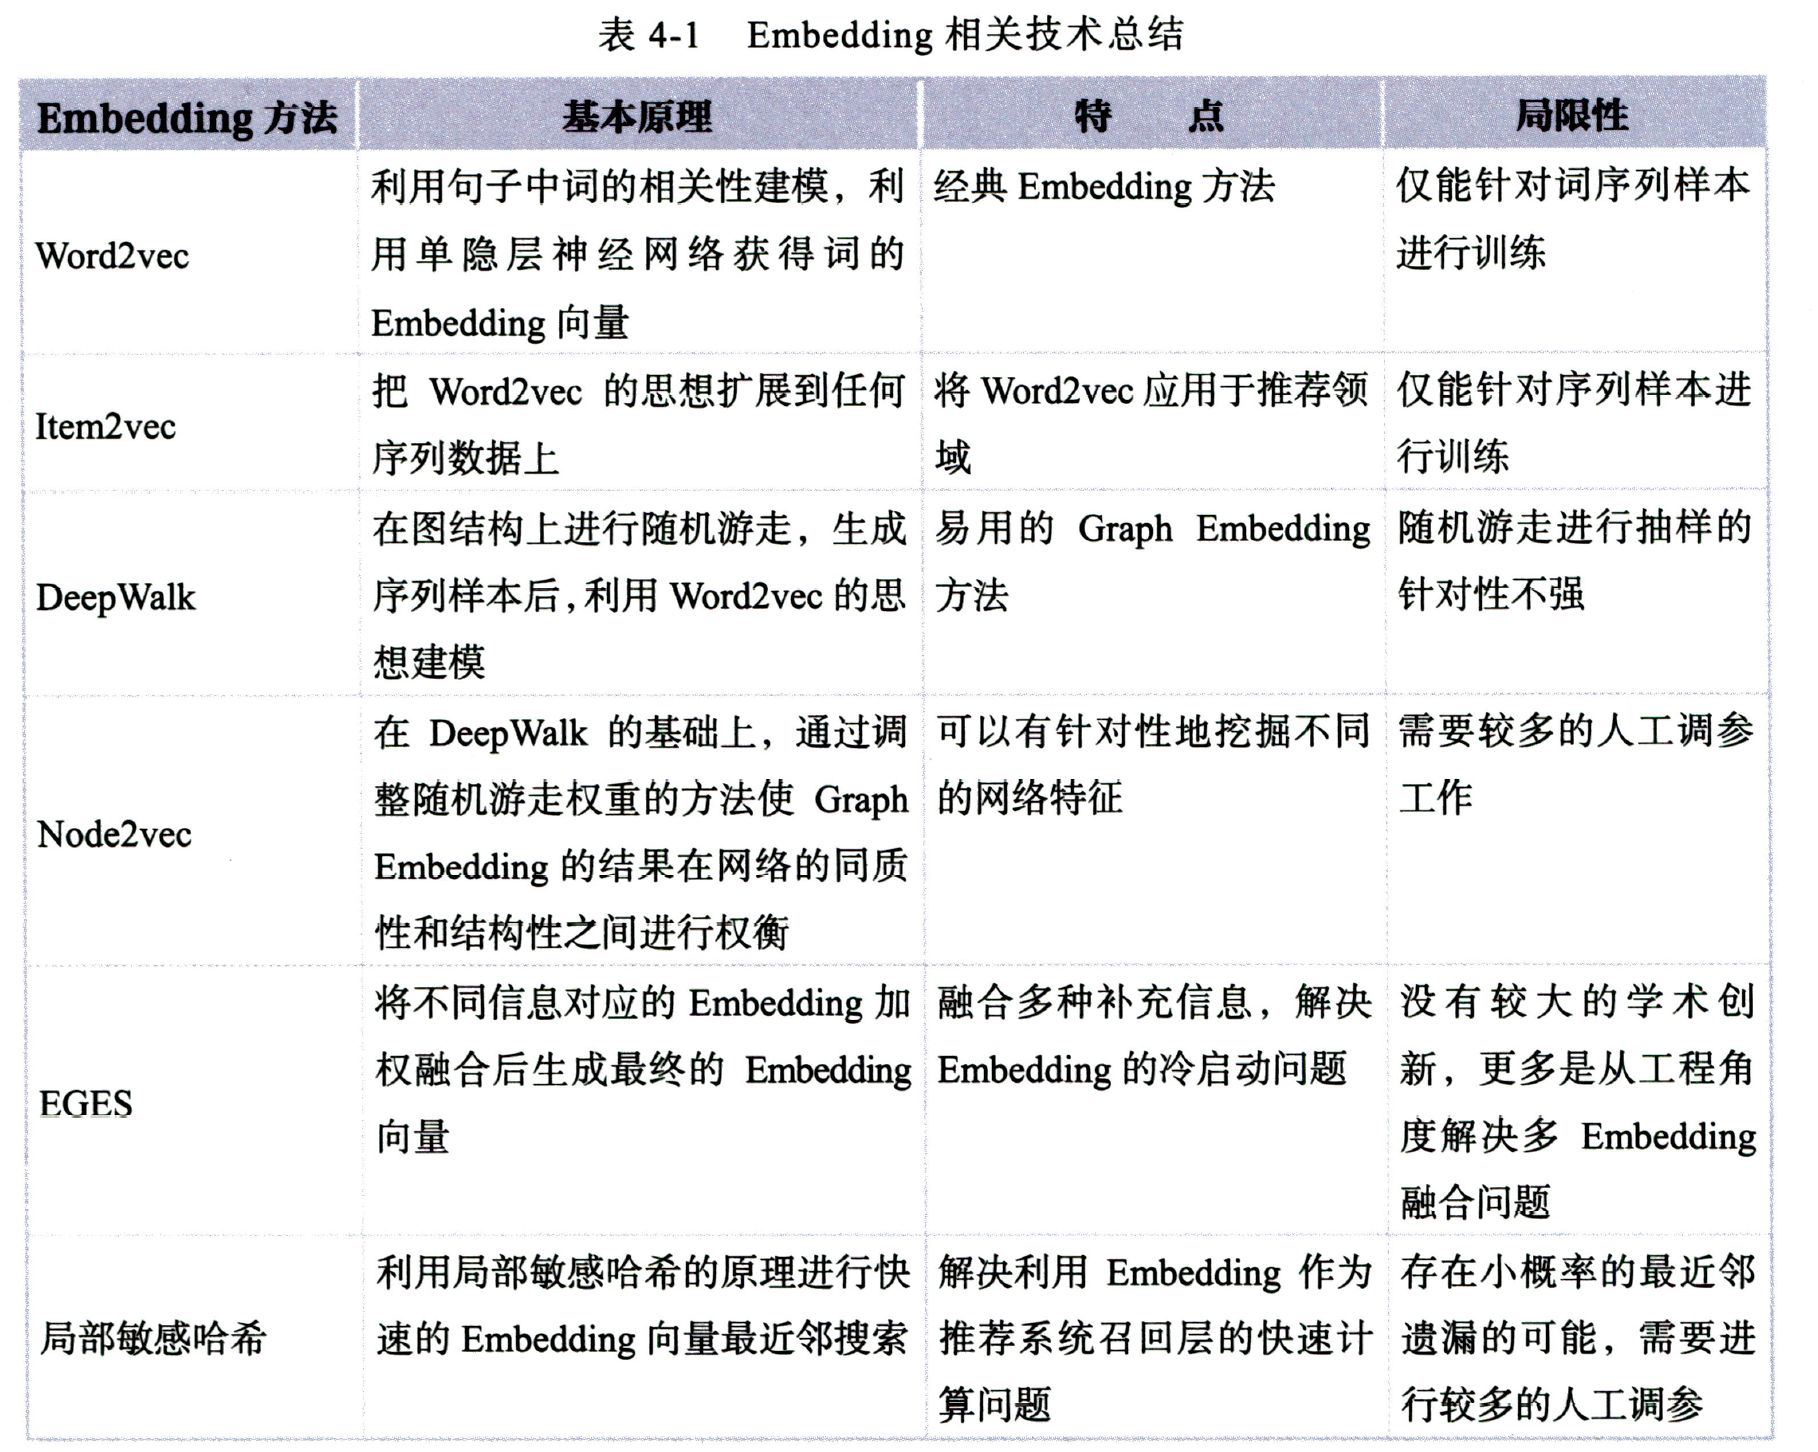 表 4-1 Embedding 相关技术总结
Embedding 方法
基本原理
特 点
局限性
Word2vec
利用句子中词的相关性建模，利
用单隐层神经网络获得词的
Embedding 向量
经典 Embedding 方法
仅能针对词序列样本
进行训练
Item2vec
把 Word2vec 的思想扩展到任何
序列数据上
将 Word2vec 应用于推荐领
域
仅能针对序列样本进
行训练
DeepWalk
在图结构上进行随机游走，生成
序列样本后，利用 Word2vec 的思
想建模
易用的 Graph Embedding
方法
随机游走进行抽样的
针对性不强
Node2vec
在 DeepWalk 的基础上，通过调
整随机游走权重的方法使 Graph
Embedding 的结果在网络的同质
性和结构性之间进行权衡
可以有针对性地挖掘不同
的网络特征
需要较多的人工调参
工作
EGES
将不同信息对应的 Embedding 加
权融合后生成最终的 Embedding
向量
融合多种补充信息，解决
Embedding 的冷启动问题
没有较大的学术创
新，更多是从工程角
度解决多 Embedding
融合问题
局部敏感哈希
利用局部敏感哈希的原理进行快
速的 Embedding 向量最近邻搜索
解决利用 Embedding 作为
推荐系统召回层的快速计
算问题
存在小概率的最近邻
遗漏的可能，需要进
行较多的人工调参